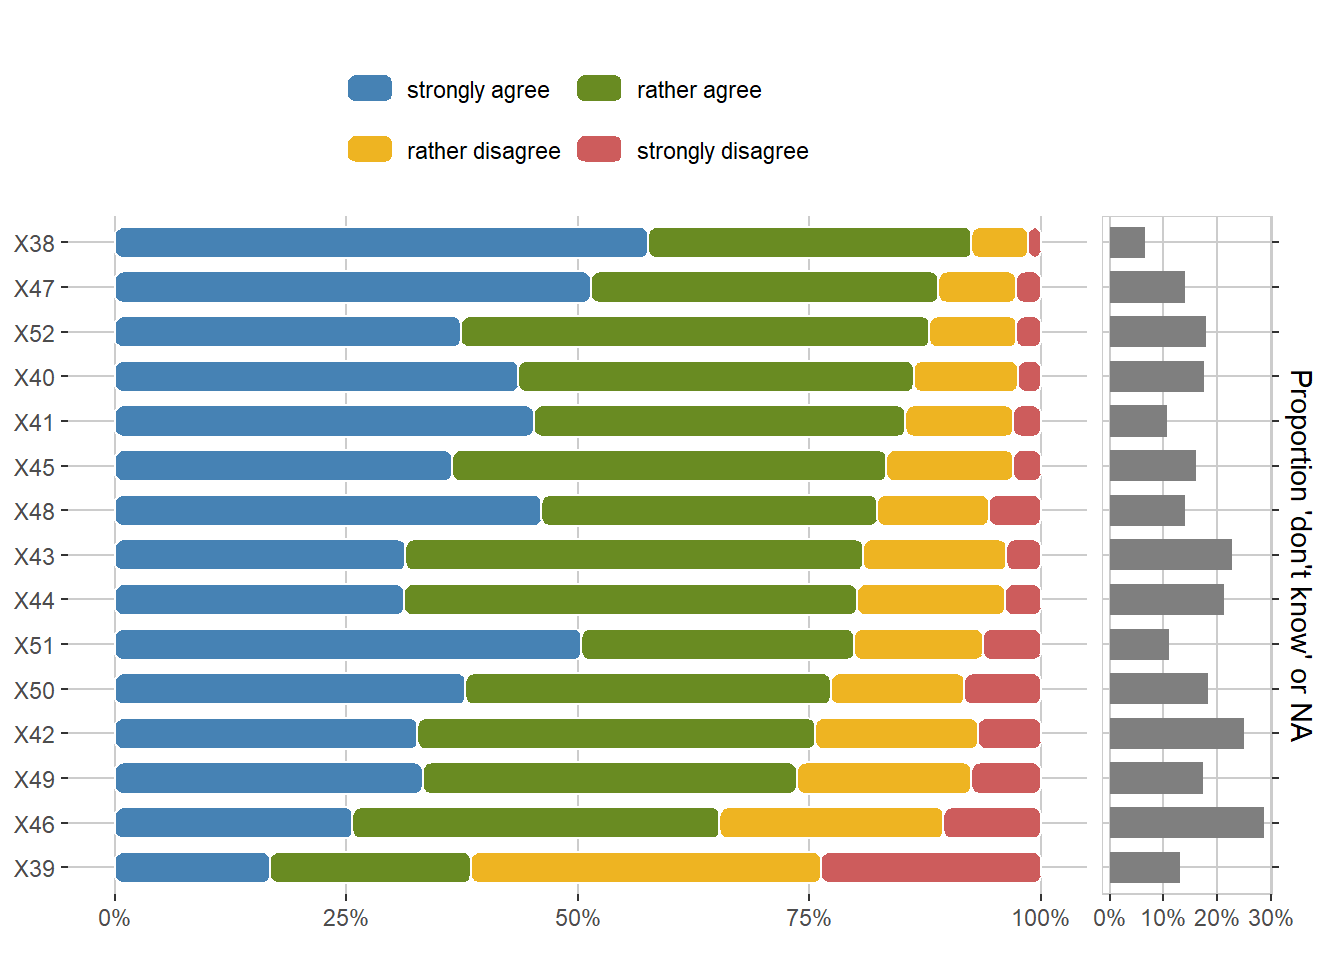 strongly agree rather agree
rather disagree strongly disagree
X38
X47
X52
X40
X41
X45
X48
X43
X44
X51
X50
X42
X49
X46
X39
0% 25% 50% 75% 100%
0% 10% 20% 30%
Proportion 'don't know' or NA